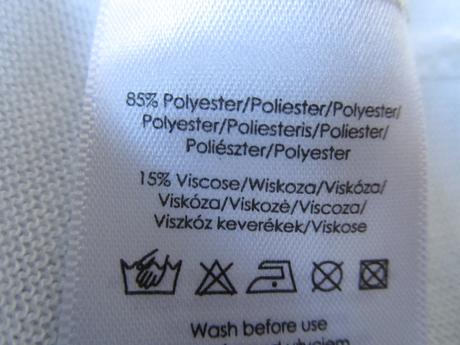 85% Polyester/Poliester/Polyester/
Polyester/Poliesteris/Poliester/
Poliészter/Polyester
15% Viscose/Wiskoza/Viskóza/
Viskóza/Viskozė/Viscoza/
Viszkóz keverékek/Viskose
Wash before use